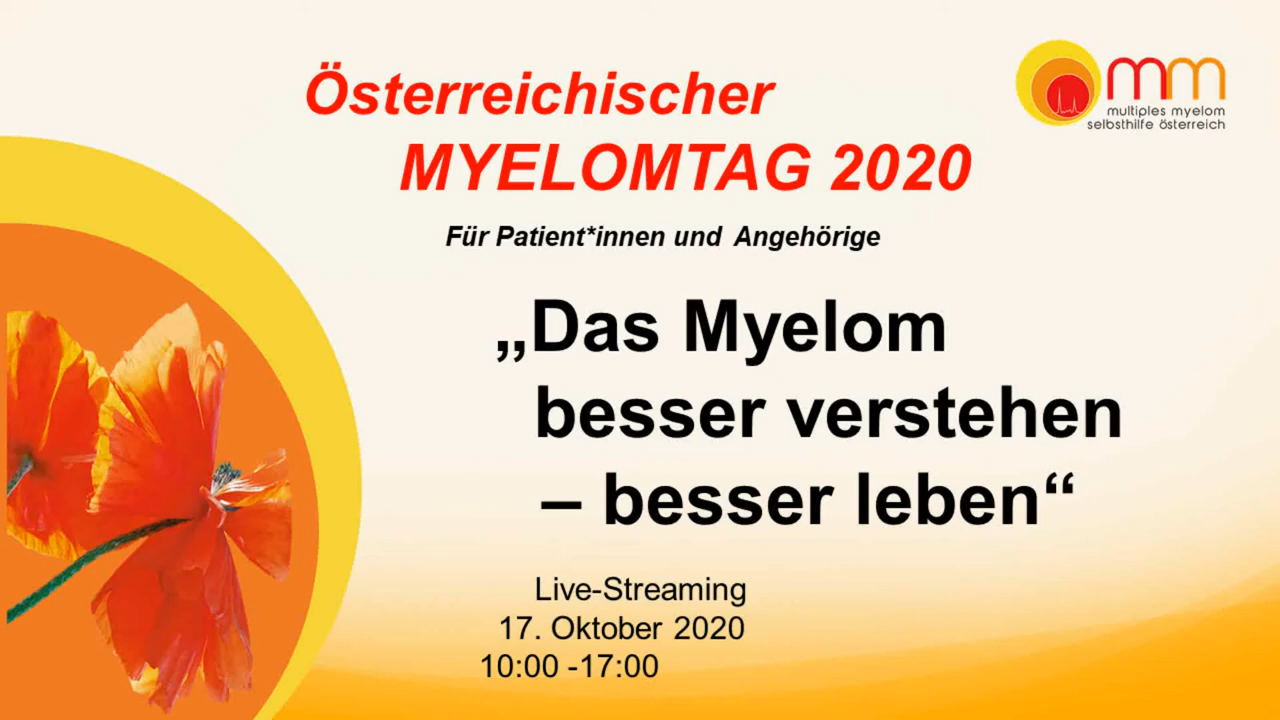 Österreichischer
MYELOMTAG 2020
Für Patient*innen und Angehörige
„Das Myelom
besser verstehen
– besser leben“
Live-Streaming
17. Oktober 2020
10:00 -17:00
mm
multiples myelom
selbsthilfe österreich